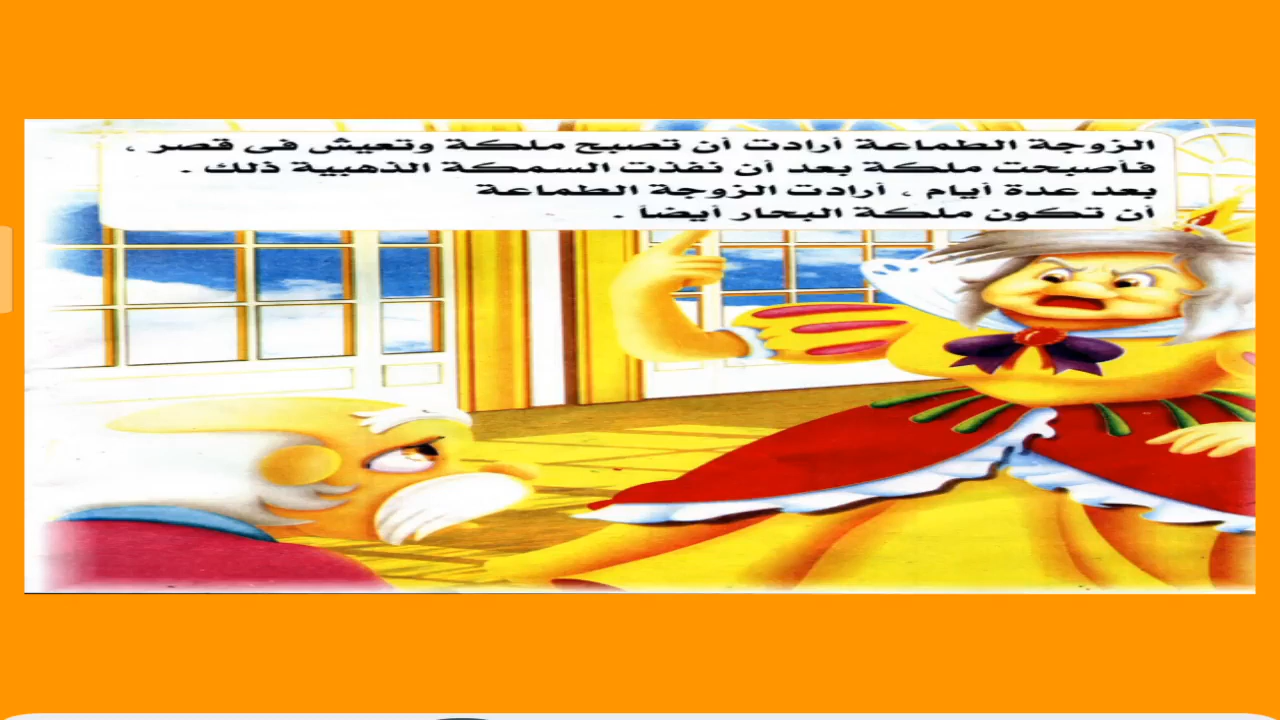 الزوجة الطماعة أرادت أن تصبح ملكة وتعيش فى قصر ،
فأصبحت ملكة بعد أن نفذت السمكة الذهبية ذلك .
بعد عدة أيام ، أرادت الزوجة الطماعة
أن تكون ملكة البحار أيضاً .